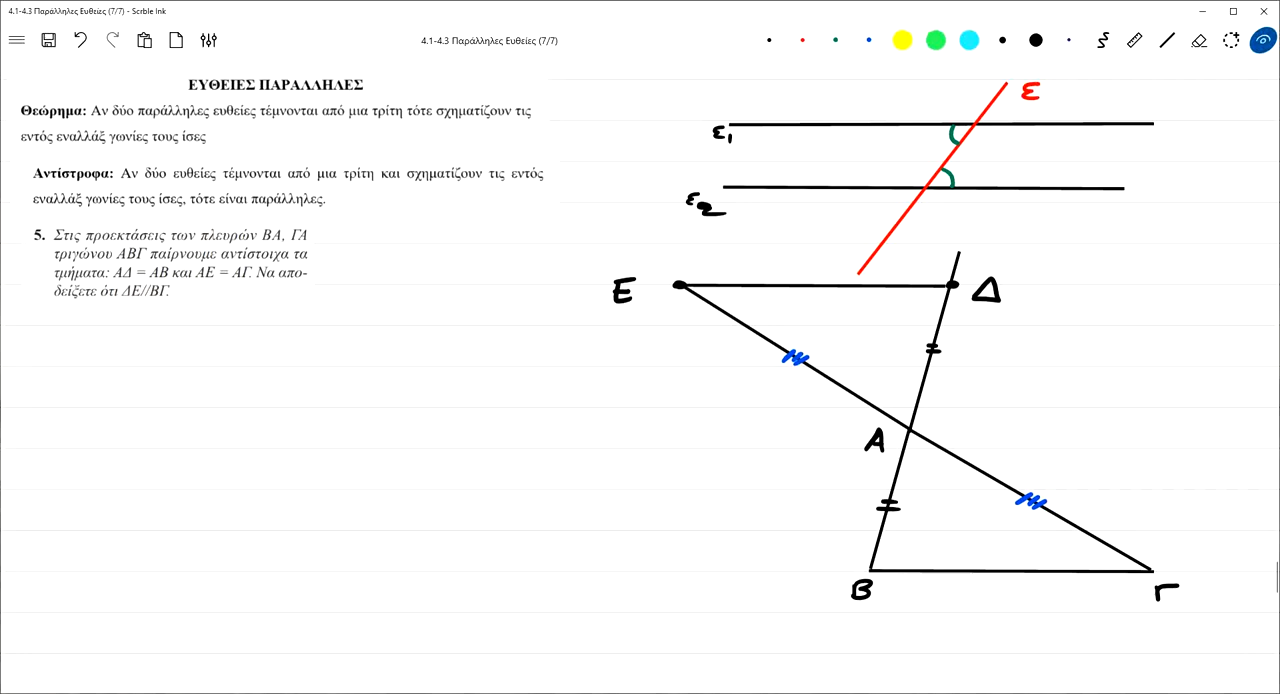 4.1-4.3 Παράλληλες Ευθείες (7/7) - Scrble Ink
4.1-4.3 Παράλληλες Ευθείες (7/7)
ΕΥΘΕΙΕΣ ΠΑΡΑΛΛΗΛΕΣ
Θεώρημα: Αν δύο παράλληλες ευθείες τέμνονται από μια τρίτη τότε σχηματίζουν τις
εντός εναλλάξ γωνίες τους ίσες
Αντίστροφα: Αν δύο ευθείες τέμνονται από μια τρίτη και σχηματίζουν τις εντός
εναλλάξ γωνίες τους ίσες, τότε είναι παράλληλες.
5. Στις προεκτάσεις των πλευρών ΒΑ, ΓΑ
τριγώνου ΑΒΓ παίρνουμε αντίστοιχα τα
τμήματα: ΑΔ = ΑΒ και ΑΕ = ΑΓ. Να απο-
δείξετε ότι ΔΕ//ΒΓ.
ε
ε1
ε2
Ε
Δ
Α
Β
Γ